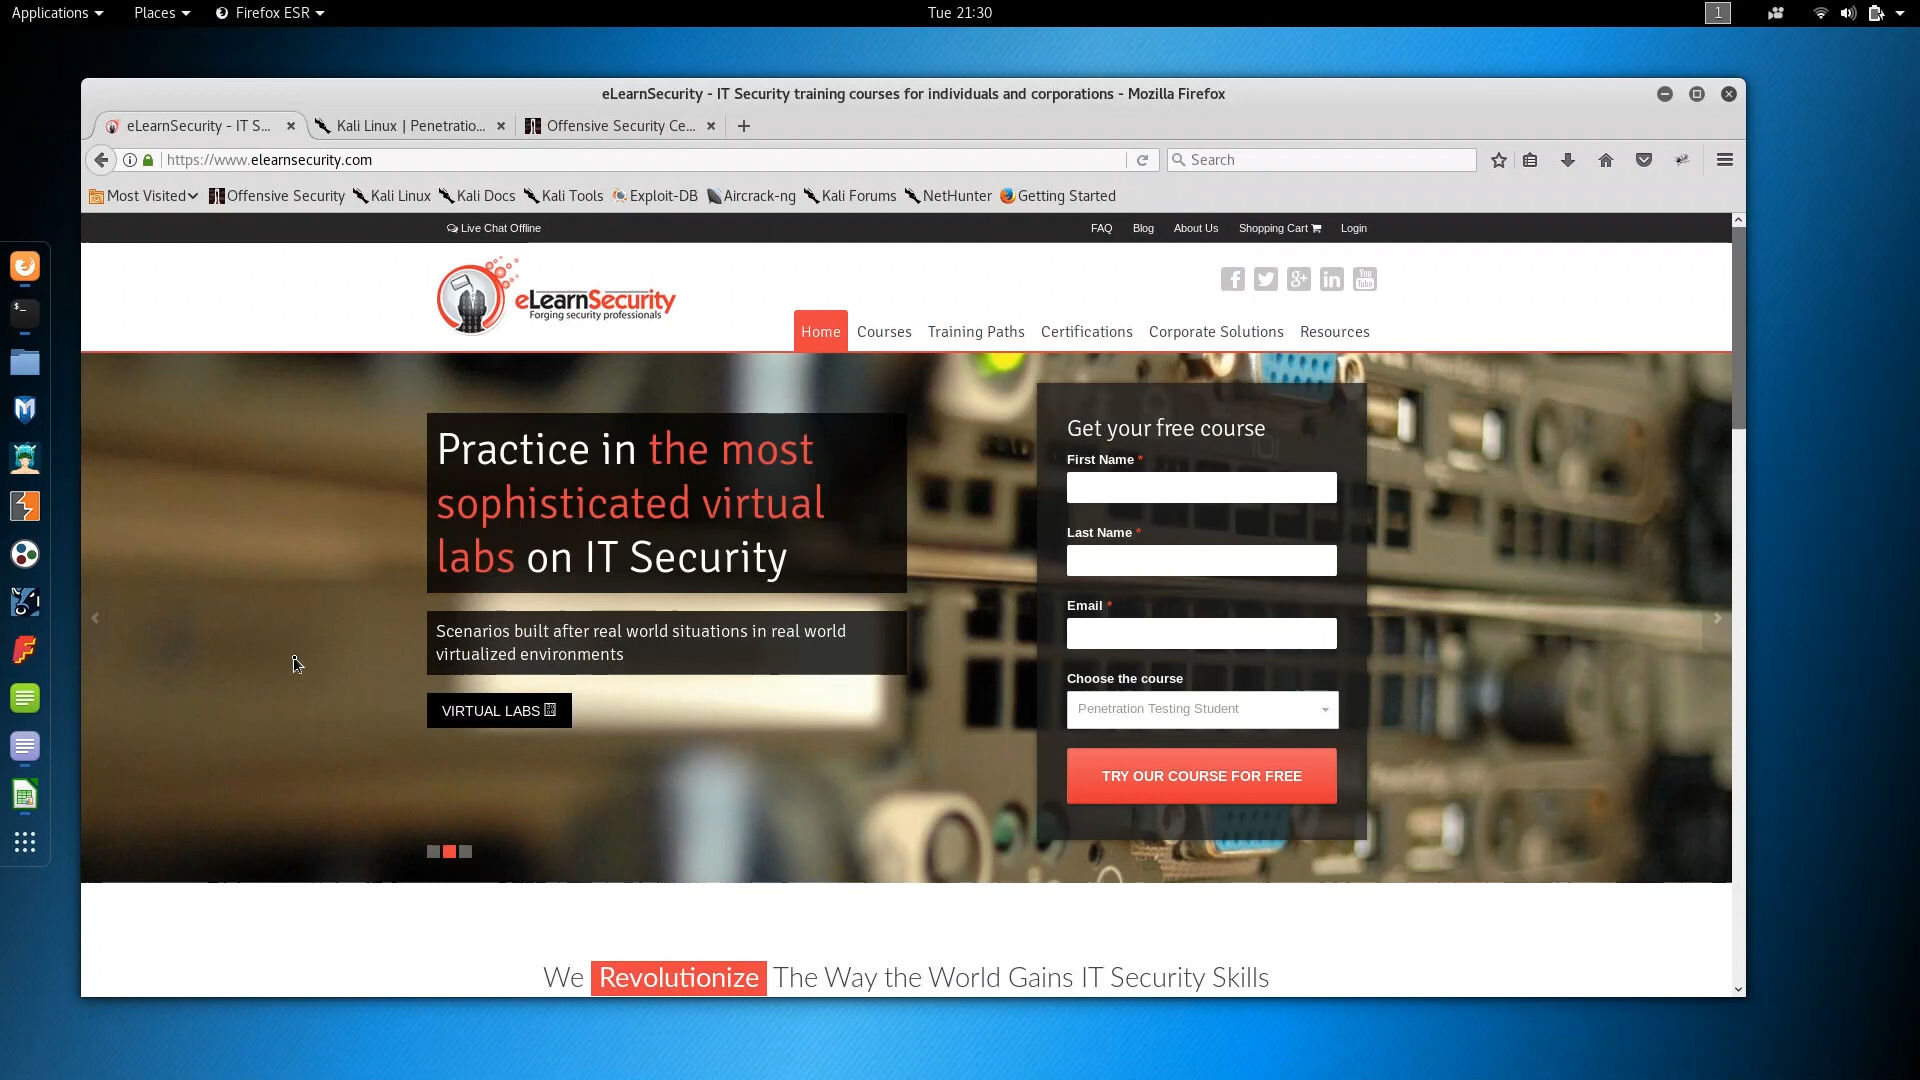 Applications Places Firefox ESR Tue 21:30 1
eLearnSecurity - IT Security training courses for individuals and corporations - Mozilla Firefox
eLearnSecurity - IT S... Kali Linux | Penetratio... Offensive Security Ce...
https://www.elearnsecurity.com Search
Most Visited Offensive Security Kali Linux Kali Docs Kali Tools Exploit-DB Aircrack-ng Kali Forums NetHunter Getting Started
Live Chat Offline FAQ Blog About Us Shopping Cart Login
eLearnSecurity
Forging security professionals
You
Tube
Home Courses Training Paths Certifications Corporate Solutions Resources
Practice in the most
sophisticated virtual
labs on IT Security
Scenarios built after real world situations in real world
virtualized environments
VIRTUAL LABS
Get your free course
First Name *
Last Name *
Email *
Choose the course
Penetration Testing Student
TRY OUR COURSE FOR FREE
We Revolutionize The Way the World Gains IT Security Skills